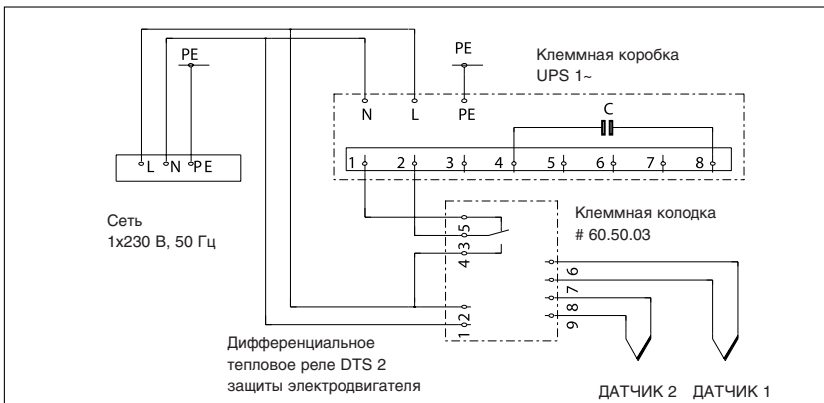 PE
PE
Клеммная коробка
UPS 1~
N L PE
C
1 2 3 4 5 6 7 8
L N PE
Сеть
1x230 В, 50 Гц
Клеммная колодка
# 60.50.03
5
3
4
6
7
8
9
2
1
Дифференциальное
тепловое реле DTS 2
защиты электродвигателя
ДАТЧИК 2 ДАТЧИК 1